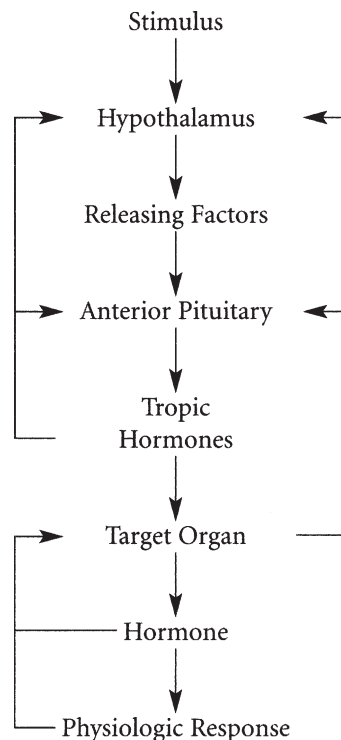 Stimulus
Hypothalamus
Releasing Factors
Anterior Pituitary
Tropic
Hormones
Target Organ
Hormone
Physiologic Response